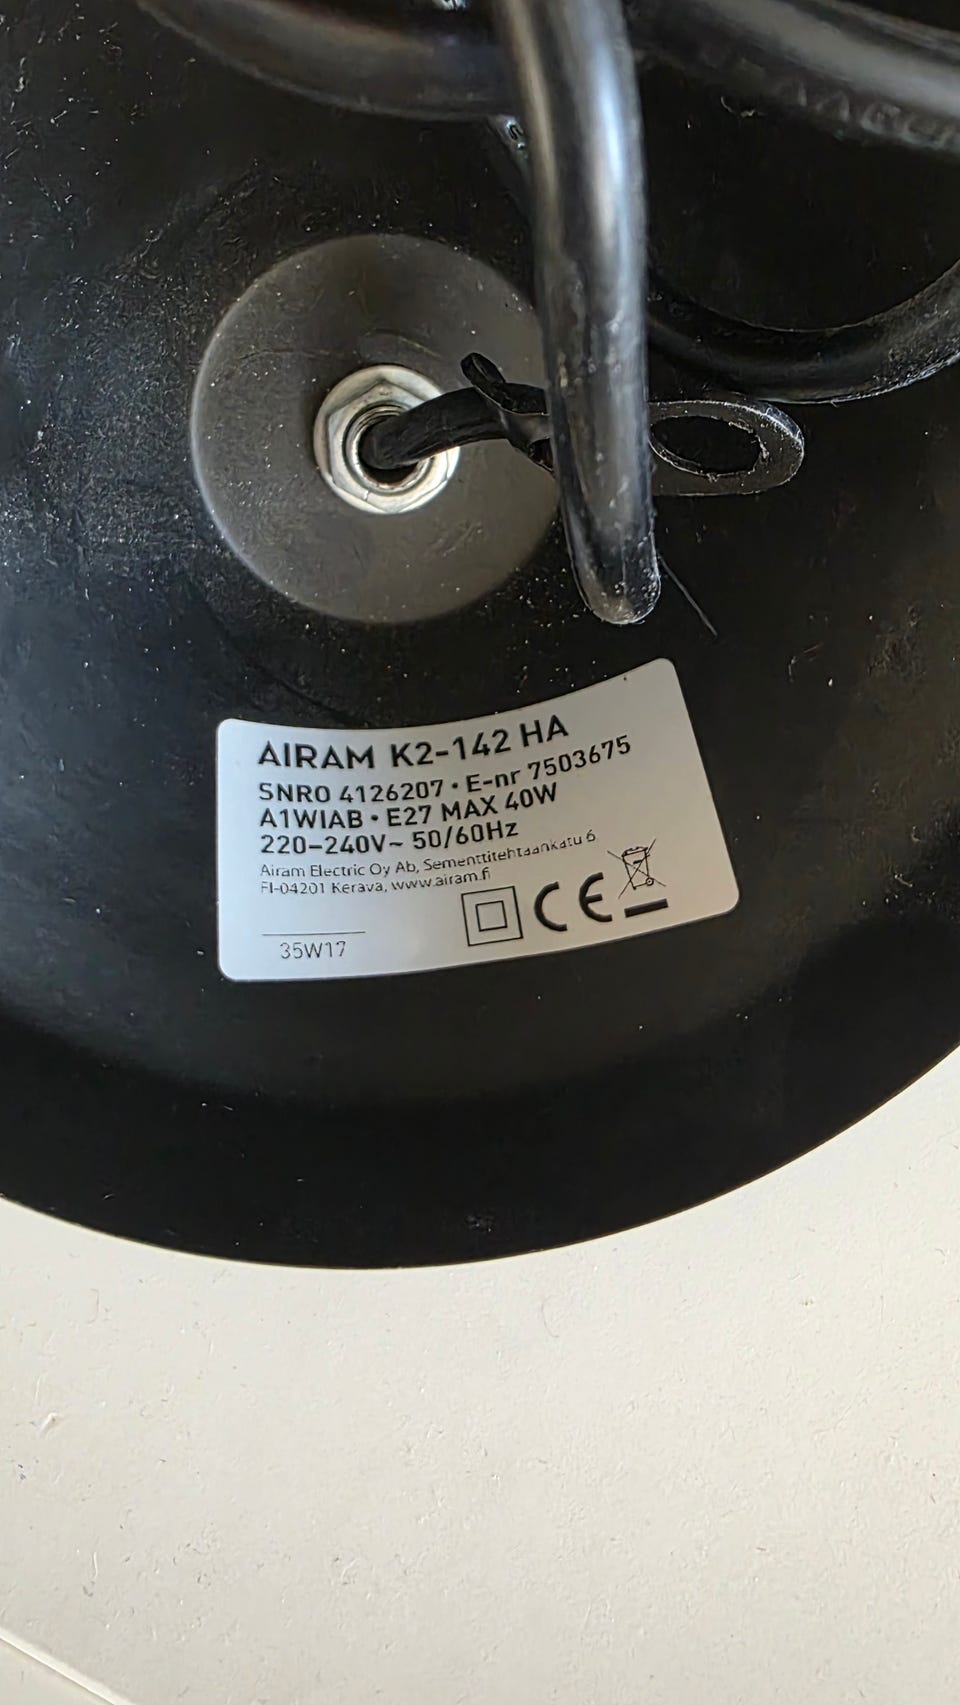 AIRAM K2-142 HA
SNRO 4126207 • E-nr 7503675
A1WIAB • E27 MAX 40W
220-240V~ 50/60Hz
Airam Electric Oy Ab, Sementtitehtaankatu 6
FI-04201 Kerava, www.airam.fi
CE
35W17